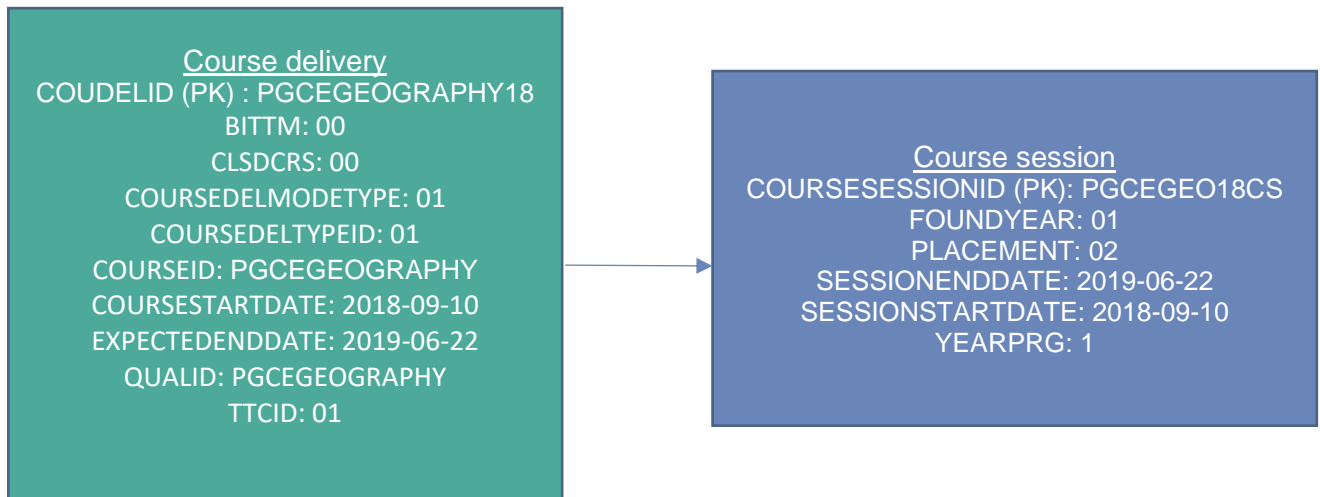 Course delivery
COUDELID (PK) : PGCEGEOGRAPHY18
BITTM: 00
CLSDCRS: 00
COURSEDELMODETYPE: 01
COURSEDELTYPEID: 01
COURSEID: PGCEGEOGRAPHY
COURSESTARTDATE: 2018-09-10
EXPECTEDENDDATE: 2019-06-22
QUALID: PGCEGEOGRAPHY
TTCID: 01
Course session
COURSESESSIONID (PK): PGCEGEO18CS
FOUNDYEAR: 01
PLACEMENT: 02
SESSIONENDDATE: 2019-06-22
SESSIONSTARTDATE: 2018-09-10
YEARPRG: 1